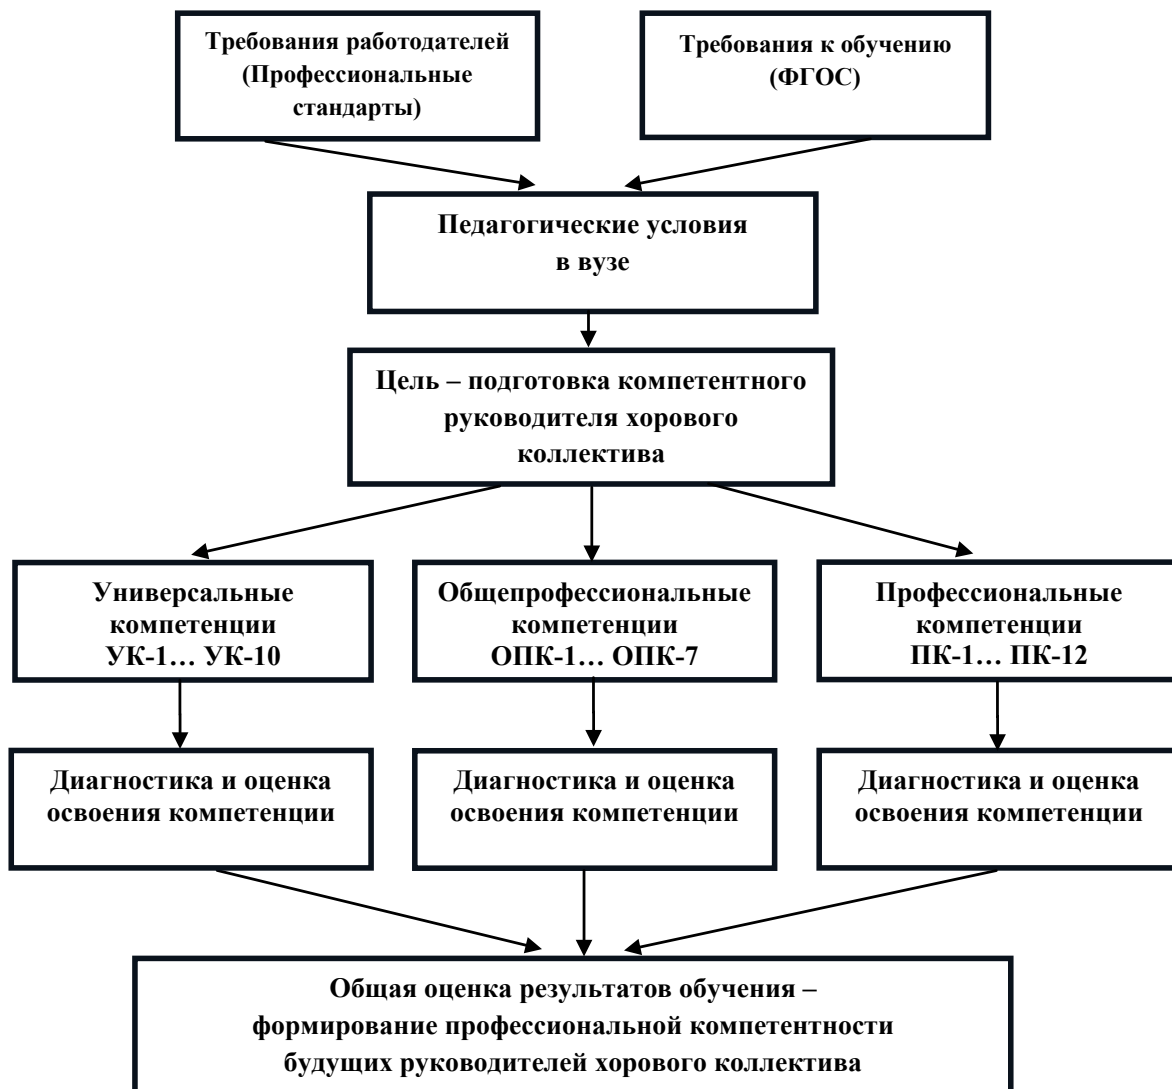 Требования работодателей
(Профессиональные
стандарты)
Требования к обучению
(ФГОС)
Педагогические условия
в вузе
Цель – подготовка компетентного
руководителя хорового
коллектива
Универсальные
компетенции
УК-1... УК-10
Общепрофессиональные
компетенции
ОПК-1... ОПК-7
Профессиональные
компетенции
ПК-1... ПК-12
Диагностика и оценка
освоения компетенции
Диагностика и оценка
освоения компетенции
Диагностика и оценка
освоения компетенции
Общая оценка результатов обучения –
формирование профессиональной компетентности
будущих руководителей хорового коллектива